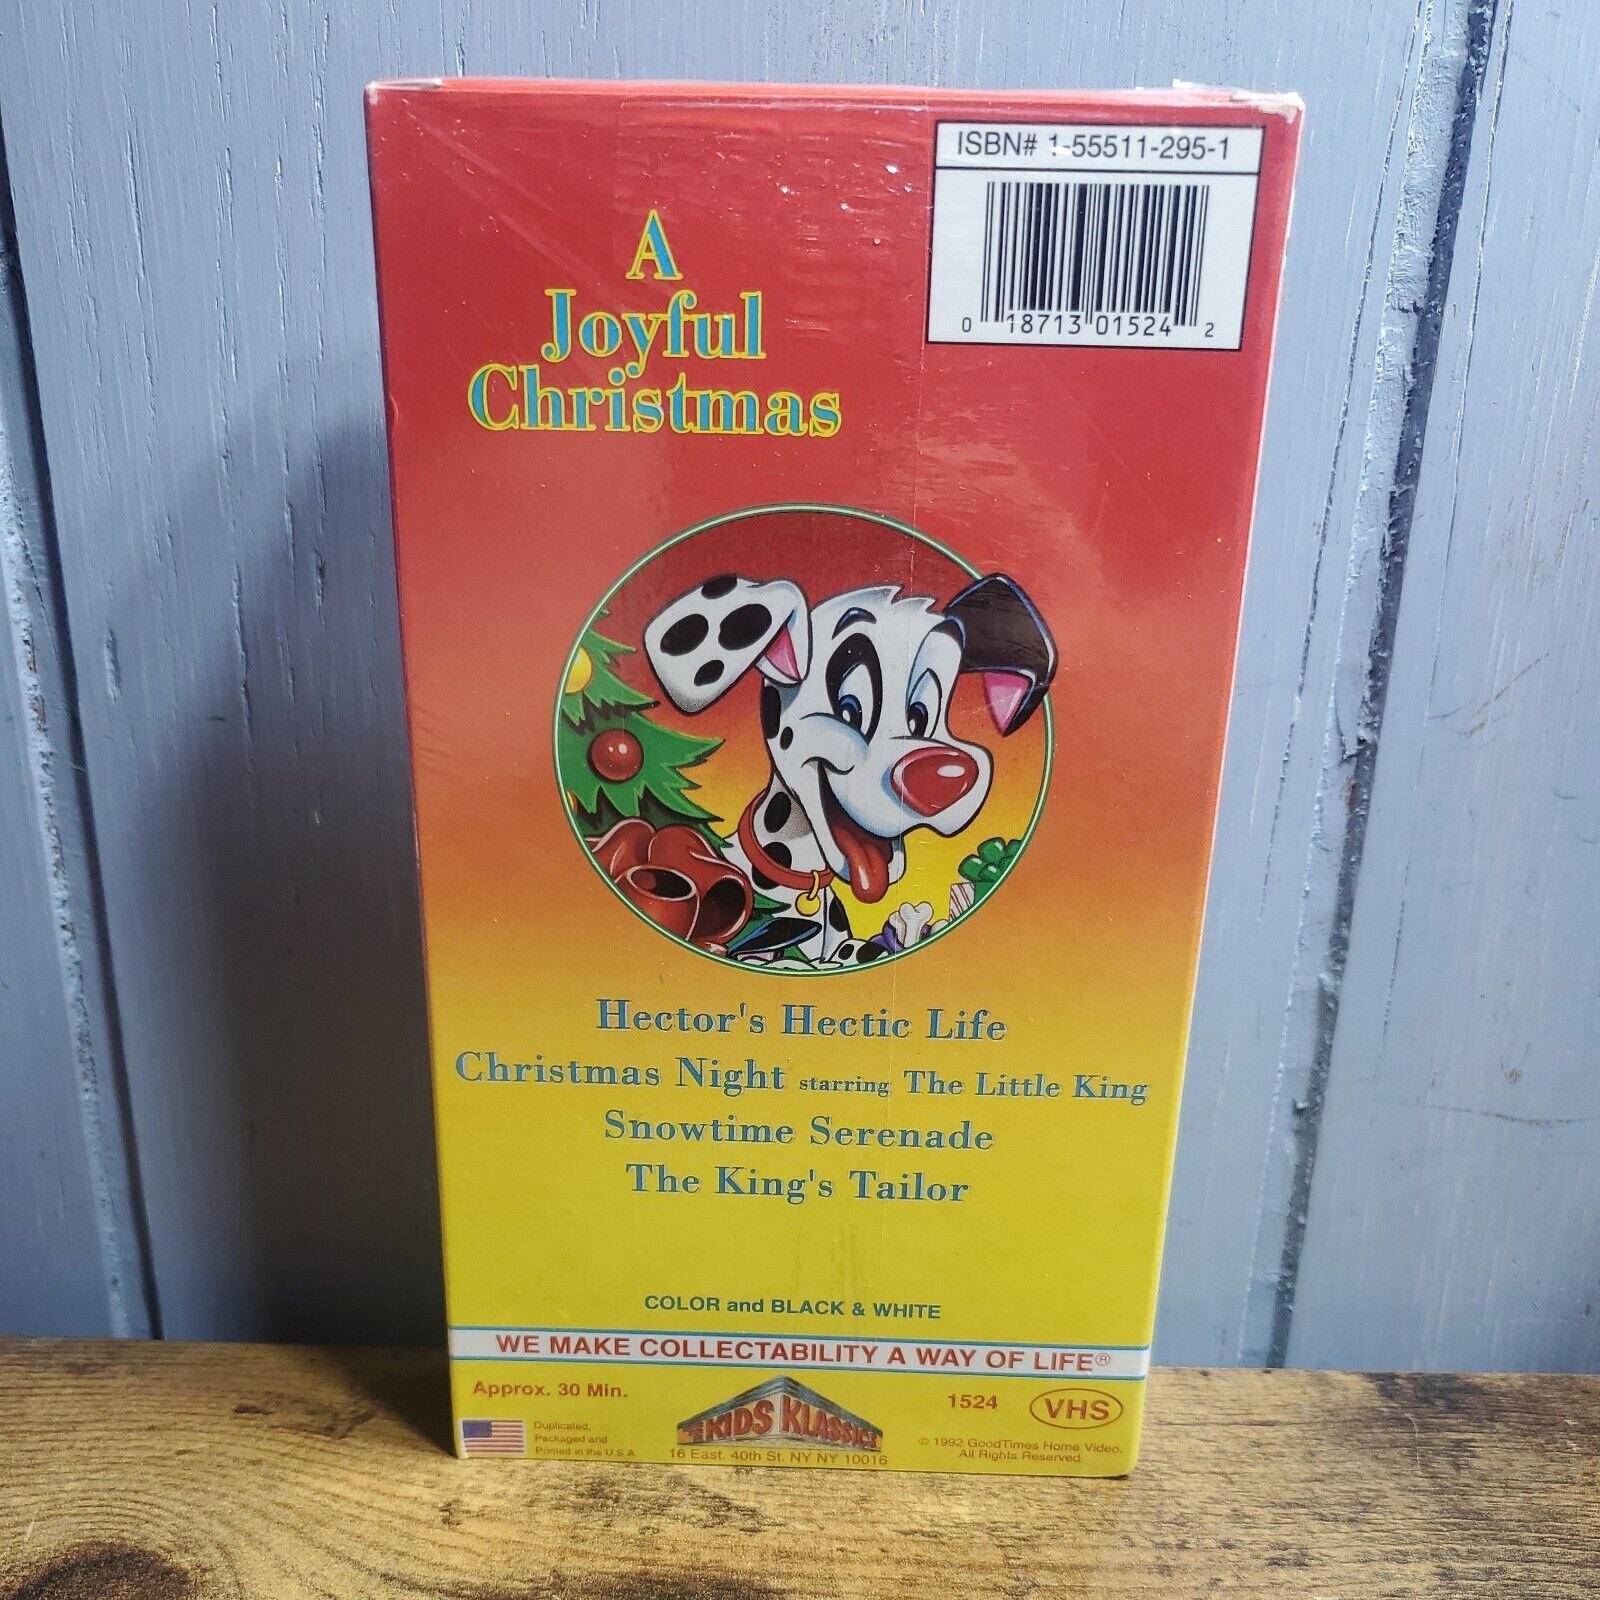 ISBN# 1-55511-295-1
0 18713 01524 2
A
Joyful
Christmas
Hector's Hectic Life
Christmas Night starring The Little King
Snowtime Serenade
The King's Tailor
COLOR and BLACK & WHITE
WE MAKE COLLECTABILITY A WAY OF LIFE®
Approx. 30 Min.
Duplicated,
Packaged and
Printed in the U.S.A.
KIDS KLASSICS
16 East. 40th St. NY NY 10016
1524 VHS
© 1992 GoodTimes Home Video.
All Rights Reserved